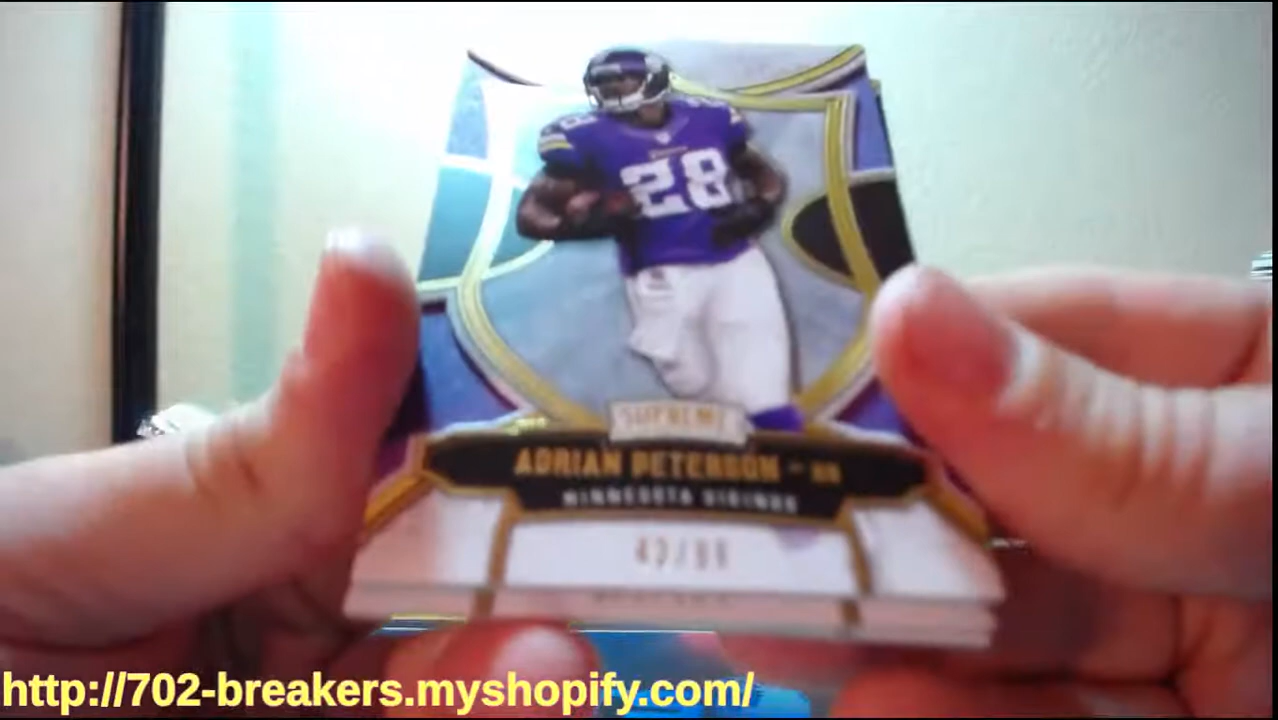 28
SUPREME
ADRIAN PETERSON - RB
MINNESOTA VIKINGS
http://702-breakers.myshopify.com/